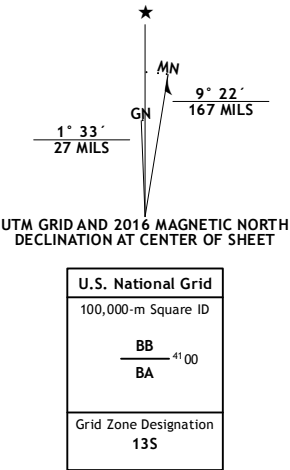 ★
MN
GN
9° 22´
167 MILS
1° 33´
27 MILS
UTM GRID AND 2016 MAGNETIC NORTH
DECLINATION AT CENTER OF SHEET
U.S. National Grid
100,000-m Square ID
BB
⁴¹00
BA
Grid Zone Designation
13S